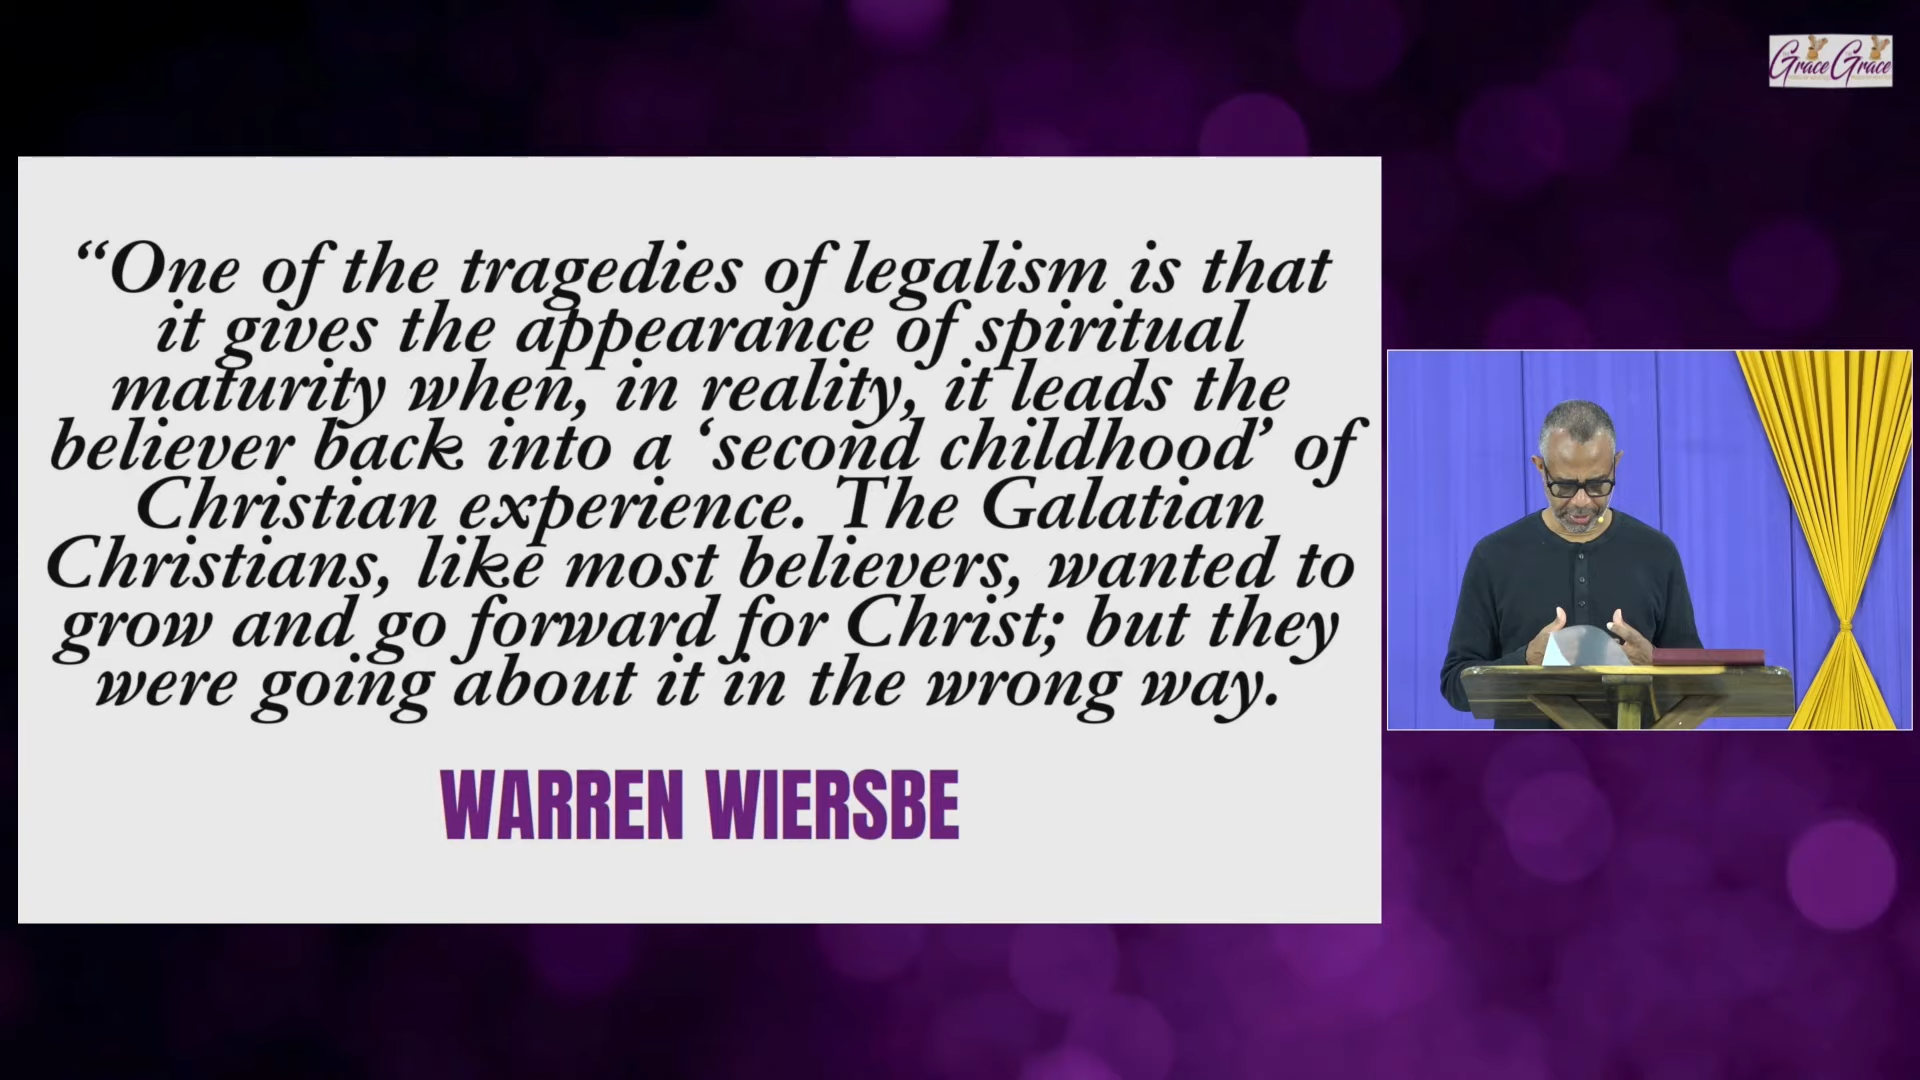 Grace Grace
“One of the tragedies of legalism is that
it gives the appearance of spiritual
maturity when, in reality, it leads the
believer back into a ‘second childhood’ of
Christian experience. The Galatian
Christians, like most believers, wanted to
grow and go forward for Christ; but they
were going about it in the wrong way.
WARREN WIERSBE